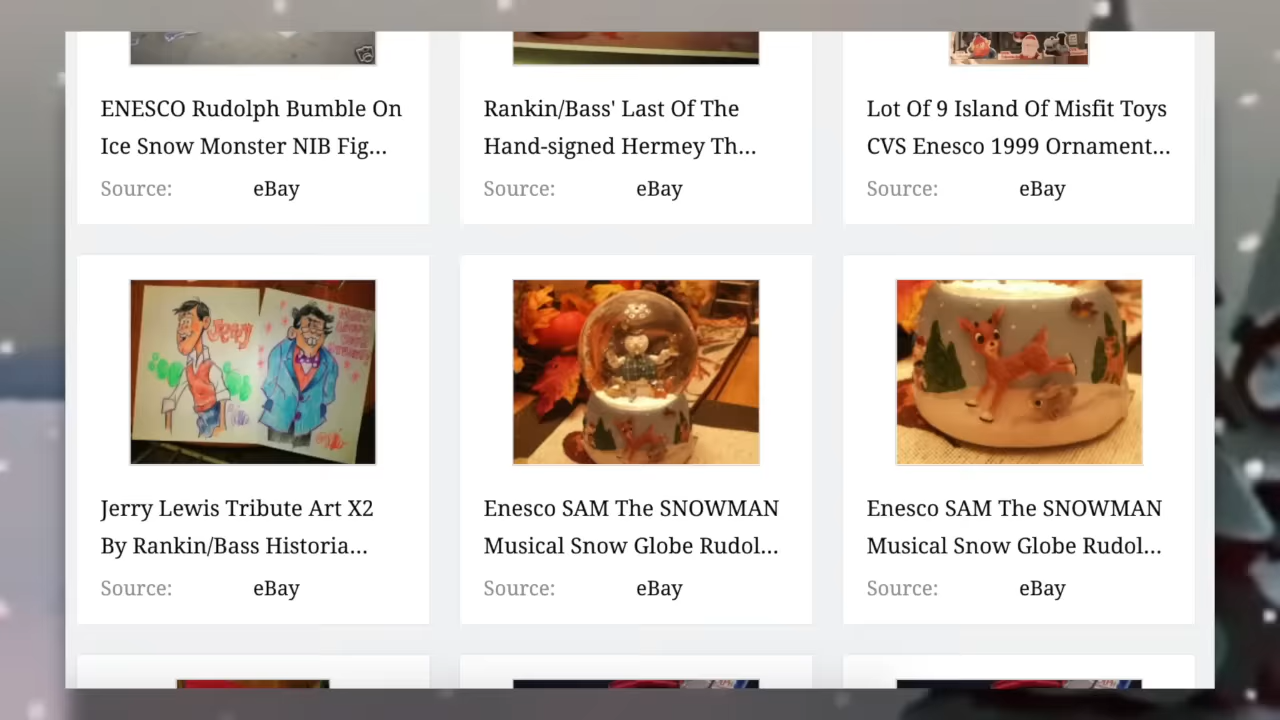 ENESCO Rudolph Bumble On
Ice Snow Monster NIB Fig...
Source: eBay
Rankin/Bass' Last Of The
Hand-signed Hermey Th...
Source: eBay
Lot Of 9 Island Of Misfit Toys
CVS Enesco 1999 Ornament...
Source: eBay
Jerry
Jerry Lewis Tribute Art X2
By Rankin/Bass Historia...
Source: eBay
Enesco SAM The SNOWMAN
Musical Snow Globe Rudol...
Source: eBay
Enesco SAM The SNOWMAN
Musical Snow Globe Rudol...
Source: eBay